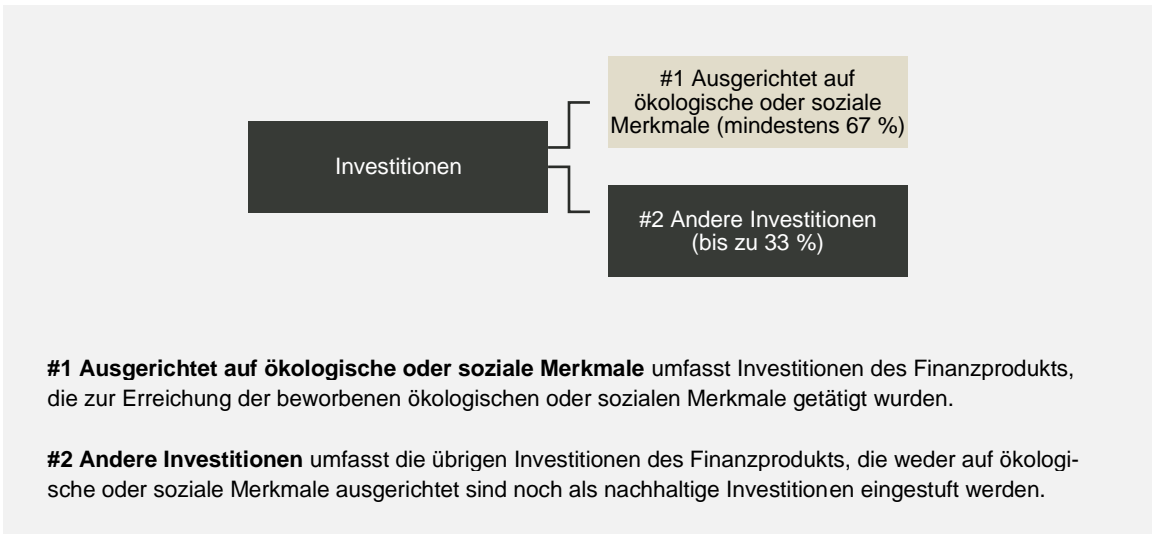 #1 Ausgerichtet auf
ökologische oder soziale
Merkmale (mindestens 67 %)
Investitionen
#2 Andere Investitionen
(bis zu 33 %)
#1 Ausgerichtet auf ökologische oder soziale Merkmale umfasst Investitionen des Finanzprodukts,
die zur Erreichung der beworbenen ökologischen oder sozialen Merkmale getätigt wurden.
#2 Andere Investitionen umfasst die übrigen Investitionen des Finanzprodukts, die weder auf ökologi-
sche oder soziale Merkmale ausgerichtet sind noch als nachhaltige Investitionen eingestuft werden.